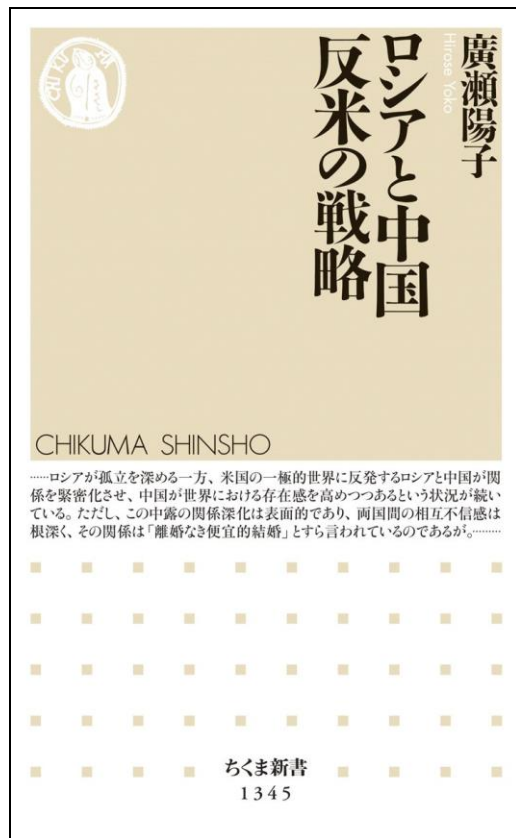 廣瀬陽子
Hirose Yoko
ロシアと中国
反米の戦略
CHIKUMA SHINSHO
……ロシアが孤立を深める一方、米国の一極的世界に反発するロシアと中国が関
係を緊密化させ、中国が世界における存在感を高めつつあるという状況が続い
ている。ただし、この中露の関係深化は表面的であり、両国間の相互不信感は
根深く、その関係は「離婚なき便宜的結婚」とすら言われているのであるが。………
ちくま新書
1345